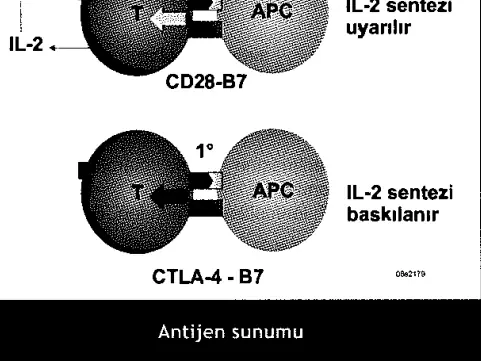 IL-2 sentezi
uyarılır
T
APC
IL-2
CD28-B7
1°
T
APC
IL-2 sentezi
baskılanır
CTLA-4 - B7
Antijen sunumu